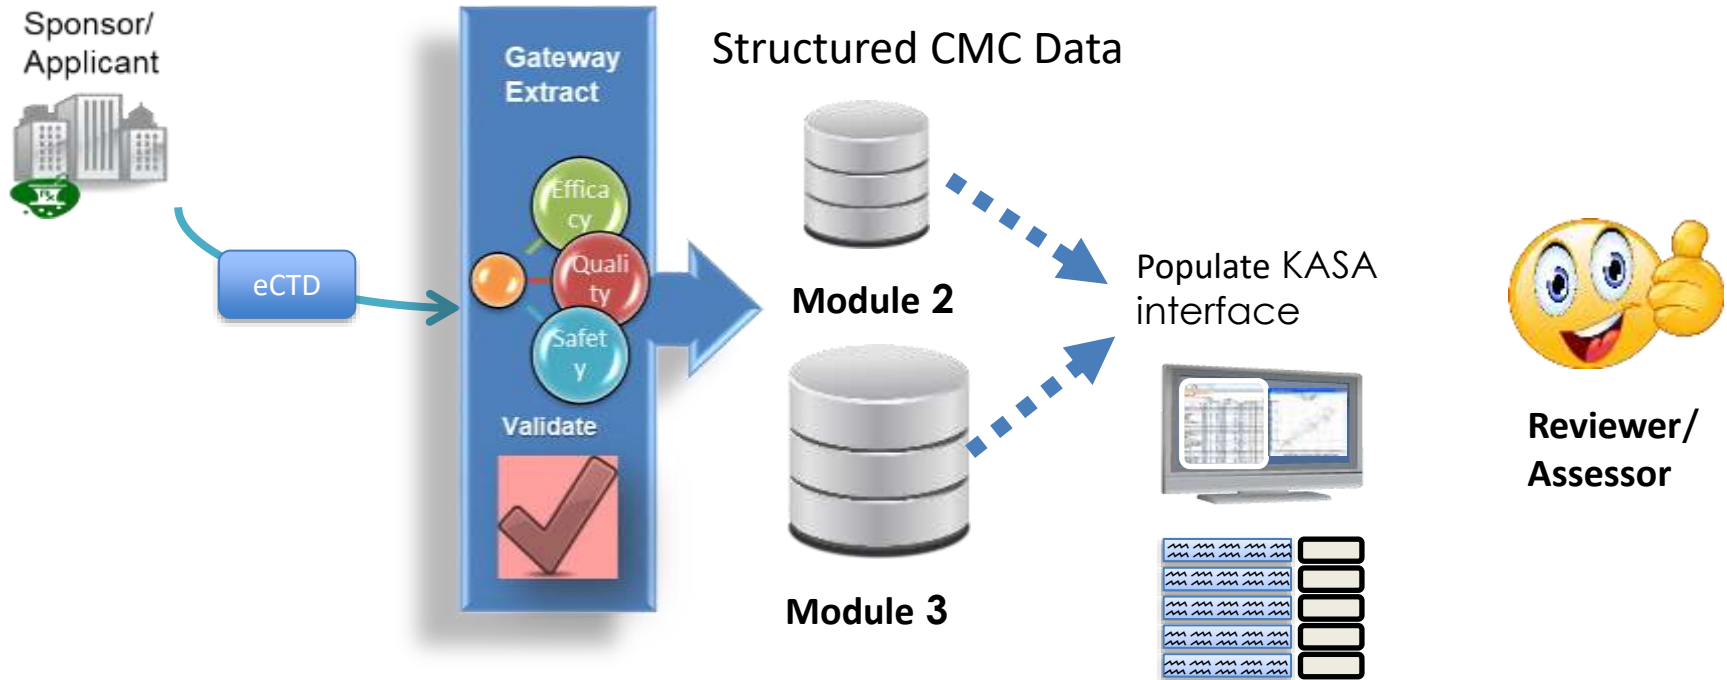 Sponsor/
Applicant
eCTD
Gateway
Extract
Effica
cy
Quali
ty
Safet
y
Validate
Structured CMC Data
Module 2
Module 3
Populate KASA
interface
Reviewer/
Assessor